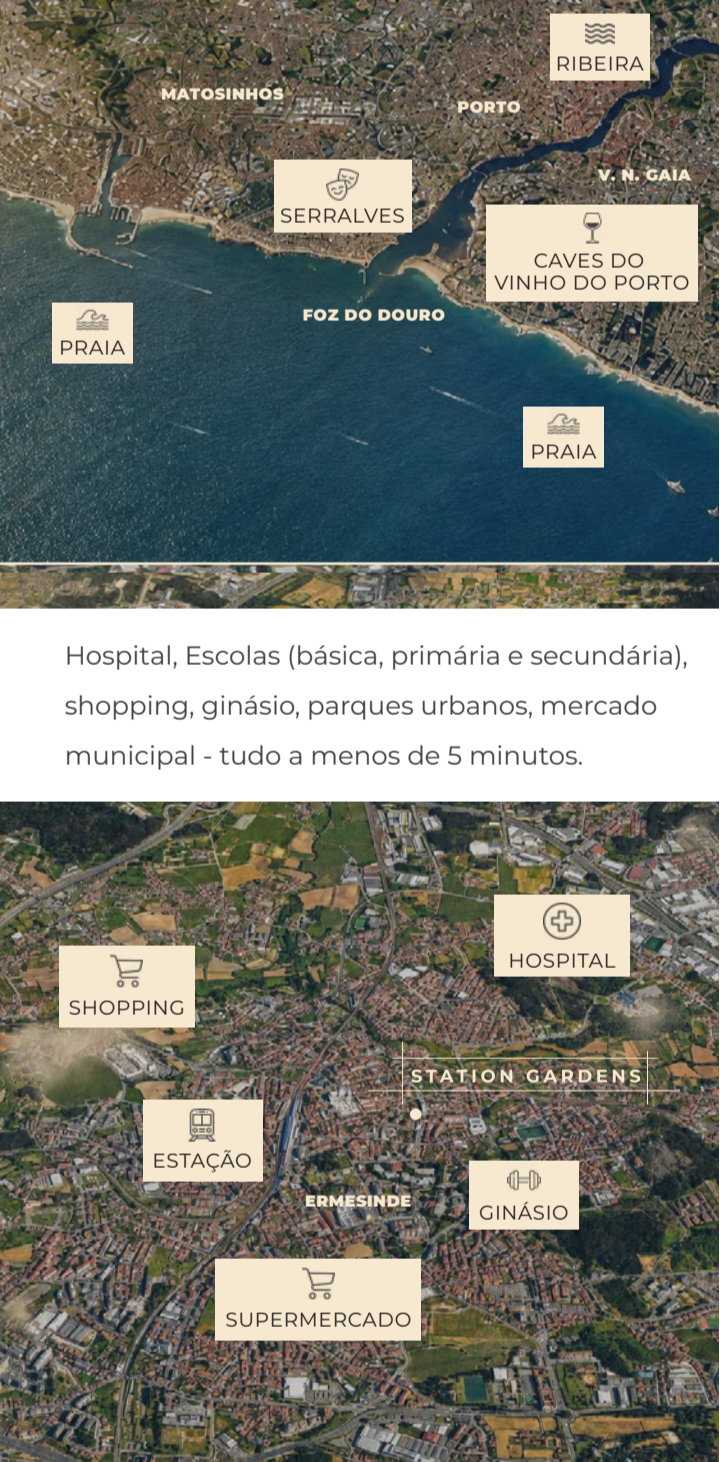 RIBEIRA
MATOSINHOS
PORTO
V. N. GAIA
SERRALVES
CAVES DO
VINHO DO PORTO
FOZ DO DOURO
PRAIA
PRAIA
Hospital, Escolas (básica, primária e secundária),
shopping, ginásio, parques urbanos, mercado
municipal - tudo a menos de 5 minutos.
HOSPITAL
SHOPPING
STATION GARDENS
ESTAÇÃO
ERMESINDE
GINÁSIO
SUPERMERCADO